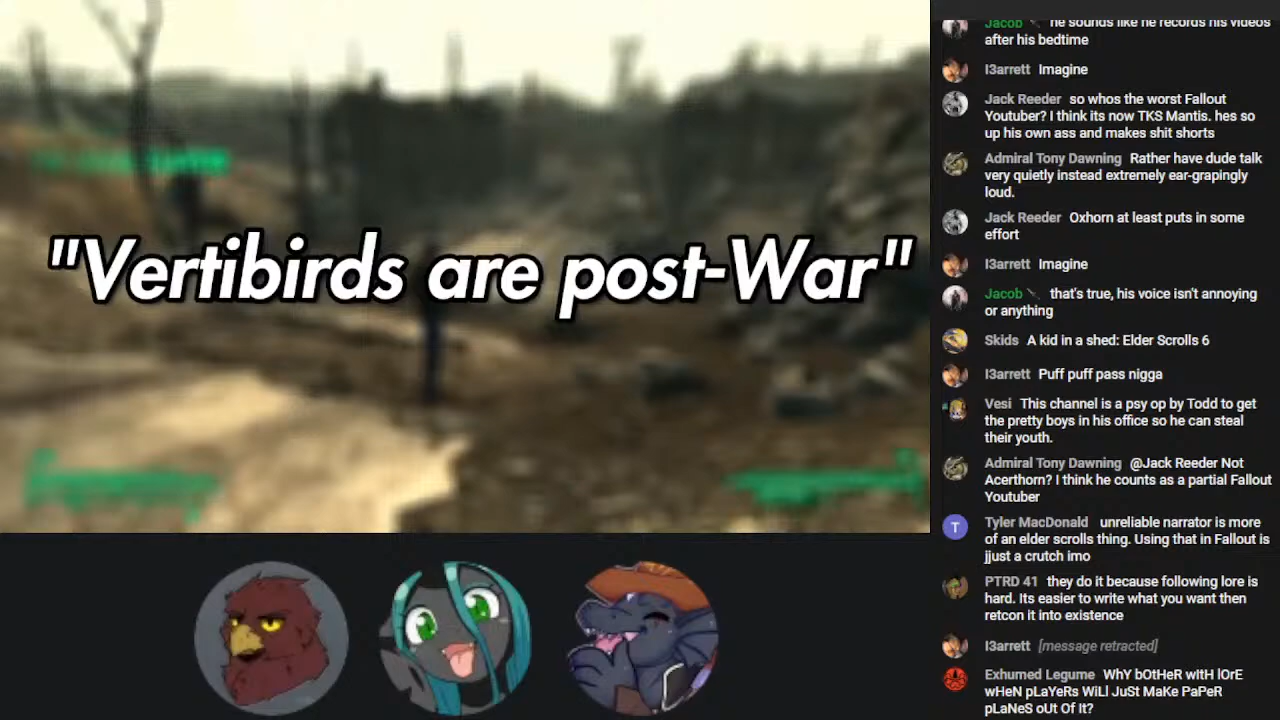 "Vertibirds are post-War"
Jacob he sounds like he records his videos
after his bedtime
I3arrett Imagine
Jack Reeder so whos the worst Fallout
Youtuber? I think its now TKS Mantis. hes so
up his own ass and makes shit shorts
Admiral Tony Dawning Rather have dude talk
very quietly instead extremely ear-grapingly
loud.
Jack Reeder Oxhorn at least puts in some
effort
I3arrett Imagine
Jacob that's true, his voice isn't annoying
or anything
Skids A kid in a shed: Elder Scrolls 6
I3arrett Puff puff pass nigga
Vesi This channel is a psy op by Todd to get
the pretty boys in his office so he can steal
their youth.
Admiral Tony Dawning @Jack Reeder Not
Acerthorn? I think he counts as a partial Fallout
Youtuber
T
Tyler MacDonald unreliable narrator is more
of an elder scrolls thing. Using that in Fallout is
jjust a crutch imo
PTRD 41 they do it because following lore is
hard. Its easier to write what you want then
retcon it into existence
I3arrett [message retracted]
Exhumed Legume WhY bOtHeR wItH lOrE
wHeN pLaYeRs WiLl JuSt MaKe PaPeR
pLaNeS oUt Of It?